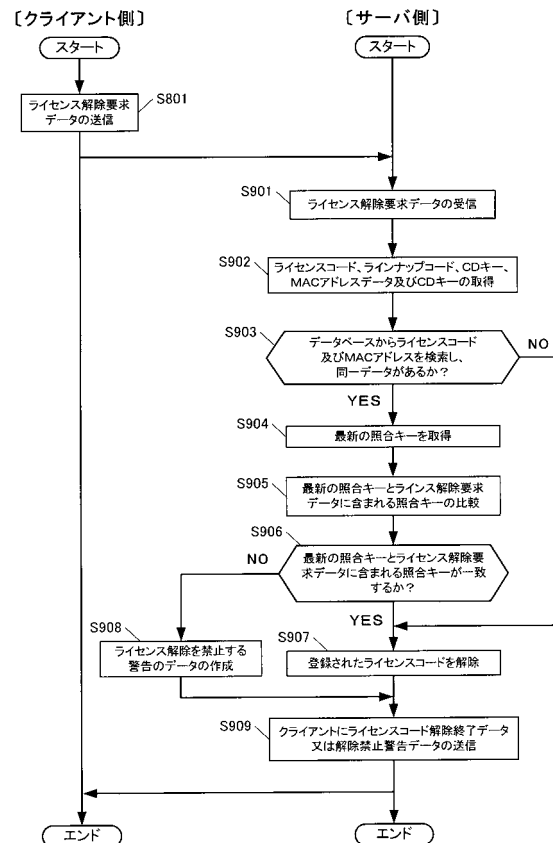 〔クライアント側〕
〔サーバ側〕
スタート
スタート
ライセンス解除要求
データの送信
S801
S901
ライセンス解除要求データの受信
S902
ライセンスコード、ラインナップコード、CDキー、
MACアドレスデータ及びCDキーの取得
S903
データベースからライセンスコード
及びMACアドレスを検索し、
同一データがあるか？
NO
YES
S904
最新の照合キーを取得
S905
最新の照合キーとラインス解除要求
データに含まれる照合キーの比較
S906
最新の照合キーとライセンス解除要
求データに含まれる照合キーが一致
するか？
NO
YES
S908
ライセンス解除を禁止する
警告のデータの作成
S907
登録されたライセンスコードを解除
S909
クライアントにライセンスコード解除終了データ
又は解除禁止警告データの送信
エンド
エンド